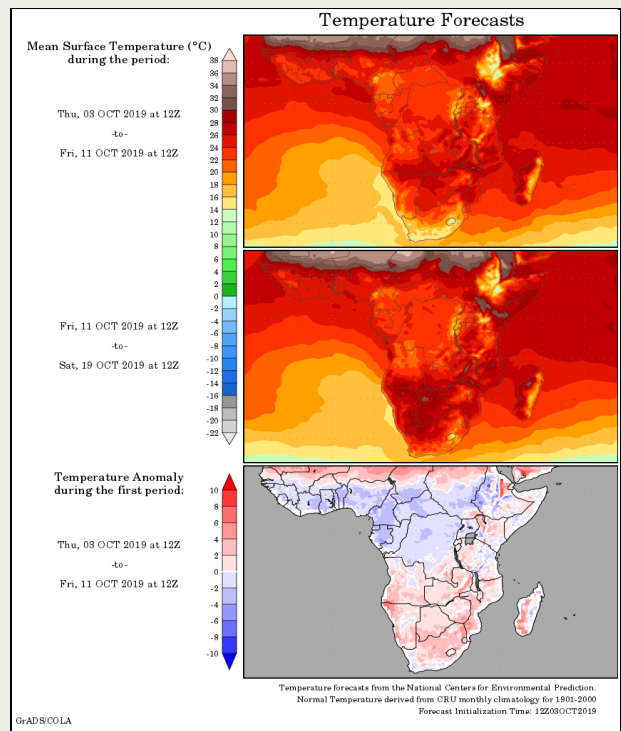 Temperature Forecasts
Mean Surface Temperature (°C)
during the period:
Thu, 03 OCT 2019 at 12Z
-to-
Fri, 11 OCT 2019 at 12Z
38
36
34
32
30
28
26
24
22
20
18
16
14
12
10
8
6
4
2
0
-2
-4
-6
-8
-10
-12
-14
-16
-18
-20
-22
Fri, 11 OCT 2019 at 12Z
-to-
Sat, 19 OCT 2019 at 12Z
Temperature Anomaly
during the first period:
Thu, 03 OCT 2019 at 12Z
-to-
Fri, 11 OCT 2019 at 12Z
10
8
6
4
2
0
-2
-4
-6
-8
-10
Temperature forecasts from the National Centers for Environmental Prediction.
Normal Temperature derived from CRU monthly climatology for 1901-2000
Forecast Initialization Time: 12Z03OCT2019
GrADS/COLA